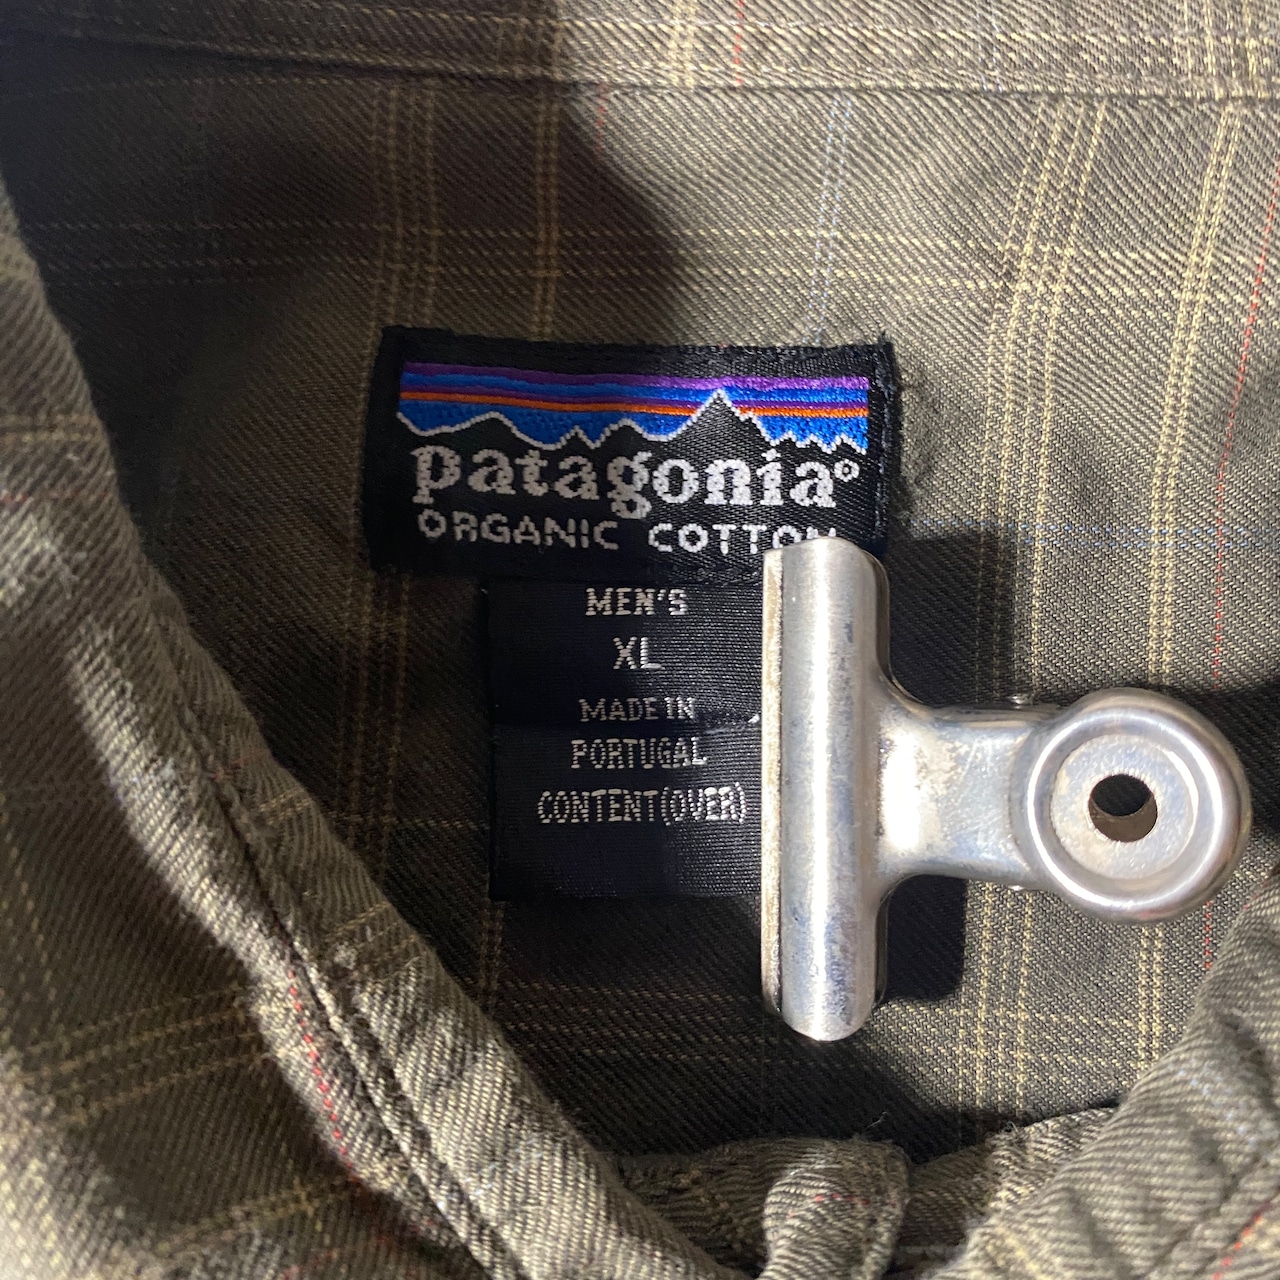 patagonia®
ORGANIC COTTON
MEN'S
XL
MADE IN
PORTUGAL
CONTENT(OVER)